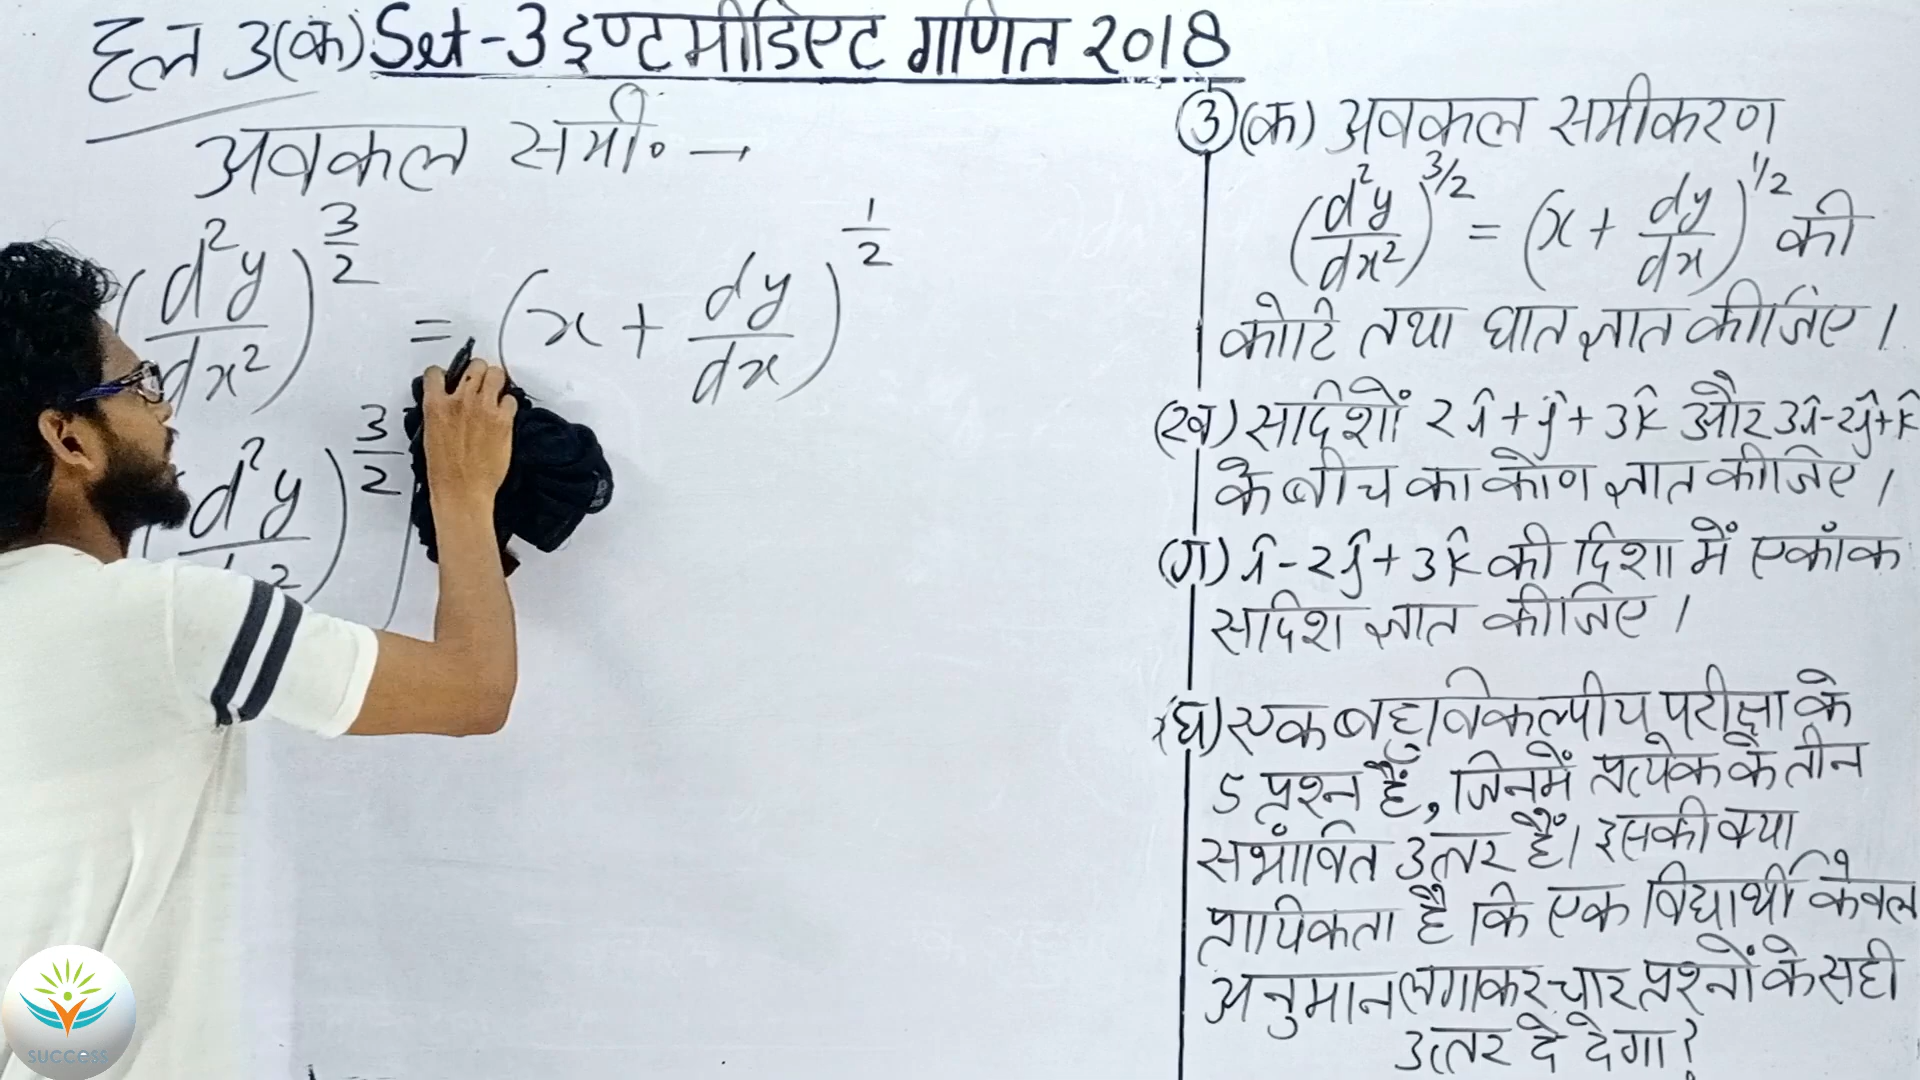 हल 3(क) Set-3 इण्टमीडिएट गणित 2018
अवकल समी० →
(d²y/dx²)^3/2 = (x + dy/dx)^1/2
(d²y/ )^3/2
③(क) अवकल समीकरण
(d²y/dx²)^3/2 = (x + dy/dx)^1/2 की
कोटि तथा घात ज्ञात कीजिए।
(ख) सदिशों 2î + ĵ + 3k̂ और 3î-2ĵ+k̂
के बीच का कोण ज्ञात कीजिए।
(ग) î-2ĵ+3k̂ की दिशा में एकांक
सदिश ज्ञात कीजिए।
(घ) एक बहुविकल्पीय परीक्षा के
5 प्रश्न हैं, जिनमें प्रत्येक के तीन
सभांवित उत्तर हैं। इसकी क्या
प्रायिकता है कि एक विद्यार्थी केवल
अनुमान लगाकर चार प्रश्नों के सही
उत्तर दे देगा?
success